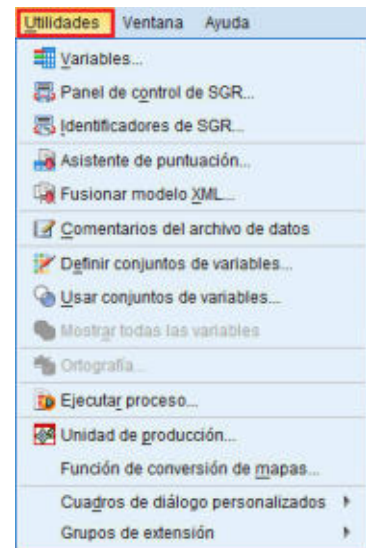 Utilidades Ventana Ayuda
Variables...
Panel de control de SGR...
Identificadores de SGR...
Asistente de puntuación...
Fusionar modelo XML...
Comentarios del archivo de datos
Definir conjuntos de variables...
Usar conjuntos de variables...
Mostrar todas las variables
Ortografía...
Ejecutar proceso...
Unidad de producción...
Función de conversión de mapas...
Cuadros de diálogo personalizados
Grupos de extensión